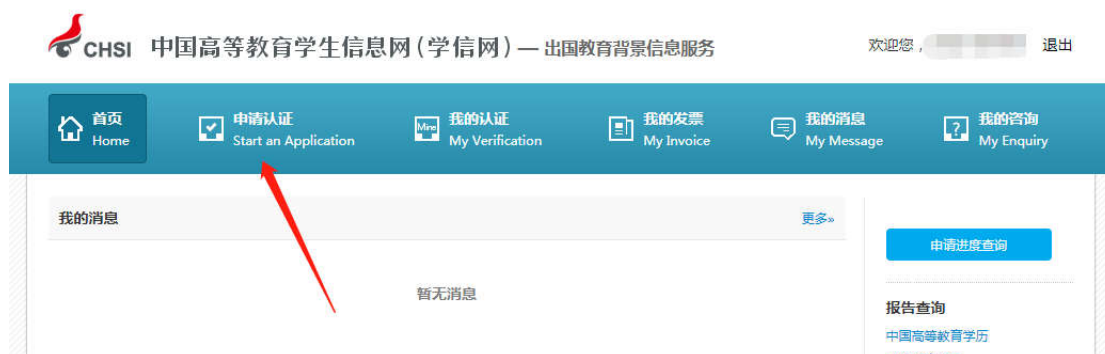 CHSI 中国高等教育学生信息网(学信网) — 出国教育背景信息服务
欢迎您， 退出
首页
Home
申请认证
Start an Application
Mine
我的认证
My Verification
我的发票
My Invoice
我的消息
My Message
?
我的咨询
My Enquiry
我的消息
更多»
暂无消息
申请进度查询
报告查询
中国高等教育学历